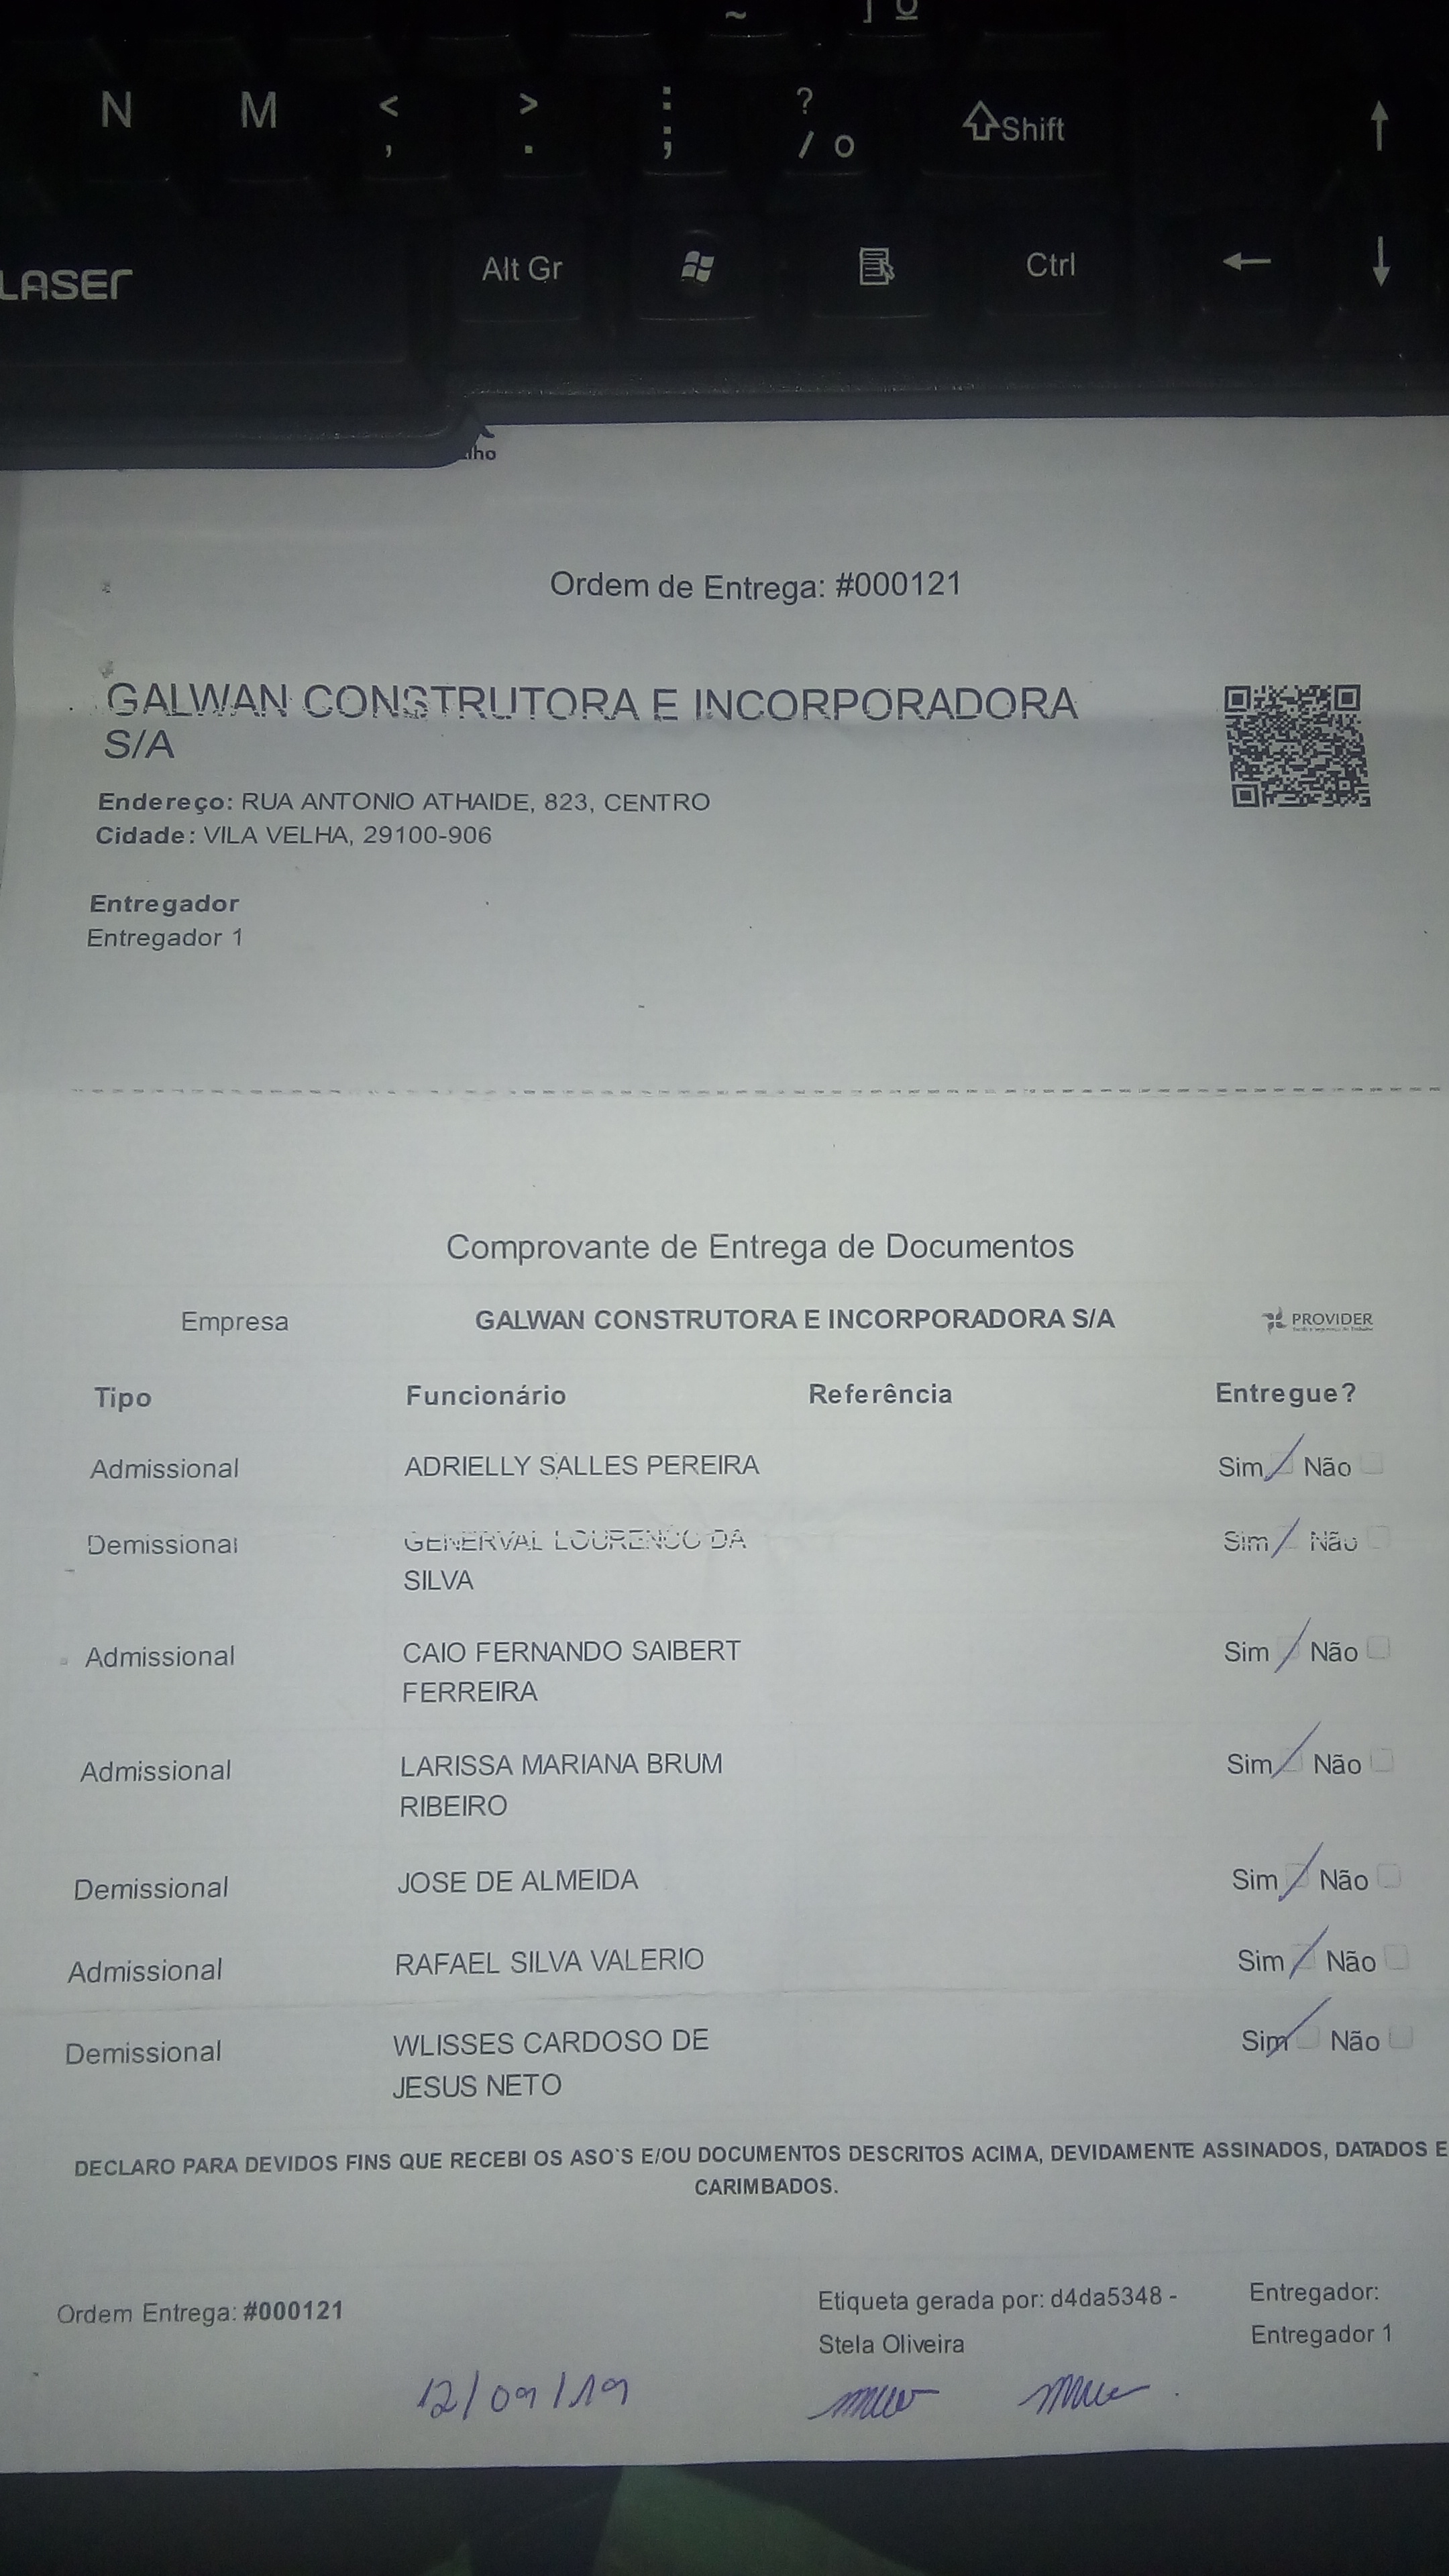 ~ ] º
N M < , > . : ; ? / ° Shift ↑
LASER Alt Gr Ctrl ← ↓
lho
Ordem de Entrega: #000121
GALWAN CONSTRUTORA E INCORPORADORA
S/A
Endereço: RUA ANTONIO ATHAIDE, 823, CENTRO
Cidade: VILA VELHA, 29100-906
Entregador
Entregador 1
Comprovante de Entrega de Documentos
Empresa GALWAN CONSTRUTORA E INCORPORADORA S/A PROVIDER
Tipo Funcionário Referência Entregue?
Admissional ADRIELLY SALLES PEREIRA Sim Não
Demissional GENERVAL LOURENCO DA Sim Não
SILVA
Admissional CAIO FERNANDO SAIBERT Sim Não
FERREIRA
Admissional LARISSA MARIANA BRUM Sim Não
RIBEIRO
Demissional JOSE DE ALMEIDA Sim Não
Admissional RAFAEL SILVA VALERIO Sim Não
Demissional WLISSES CARDOSO DE Sim Não
JESUS NETO
DECLARO PARA DEVIDOS FINS QUE RECEBI OS ASO`S E/OU DOCUMENTOS DESCRITOS ACIMA, DEVIDAMENTE ASSINADOS, DATADOS E
CARIMBADOS.
Ordem Entrega: #000121 Etiqueta gerada por: d4da5348 - Entregador:
Stela Oliveira Entregador 1
12/09/19